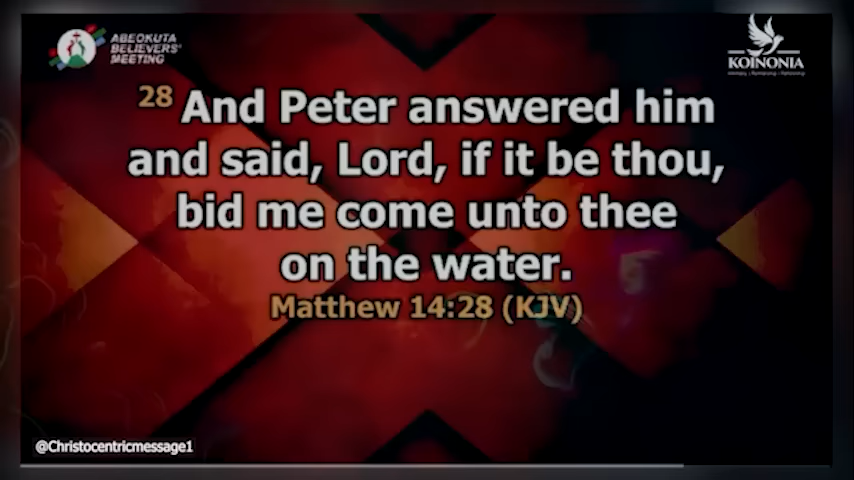 ABEOKUTA
BELIEVERS'
MEETING
KOINONIA
28 And Peter answered him
and said, Lord, if it be thou,
bid me come unto thee
on the water.
Matthew 14:28 (KJV)
@Christocentricmessage1